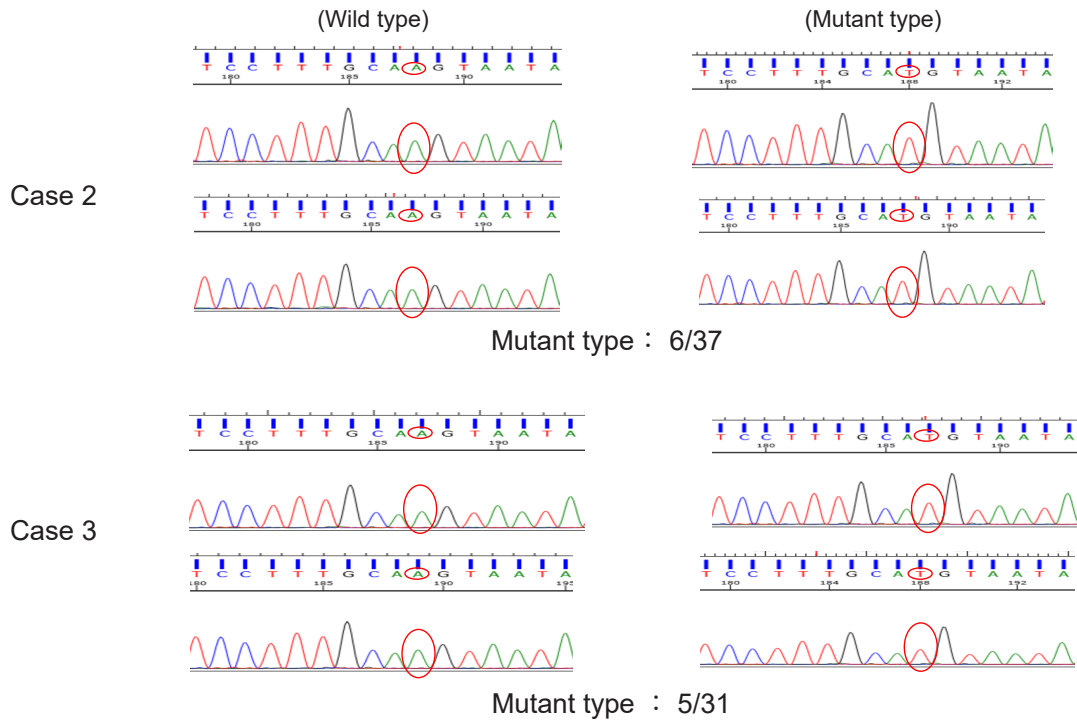 (Wild type) (Mutant type)
T C C T T T G C A A G T A A T A
180 185 190
T C C T T T G C A T G T A A T A
180 184 188 192
Case 2
T C C T T T G C A A G T A A T A
180 185 190
T C C T T T G C A T G T A A T A
180 185 190
Mutant type： 6/37
T C C T T T G C A A G T A A T A
180 185 190
T C C T T T G C A T G T A A T A
180 185 190
Case 3
T C C T T T G C A A G T A A T A
185 190
T C C T T T G C A T G T A A T A
180 184 188 192
Mutant type ： 5/31